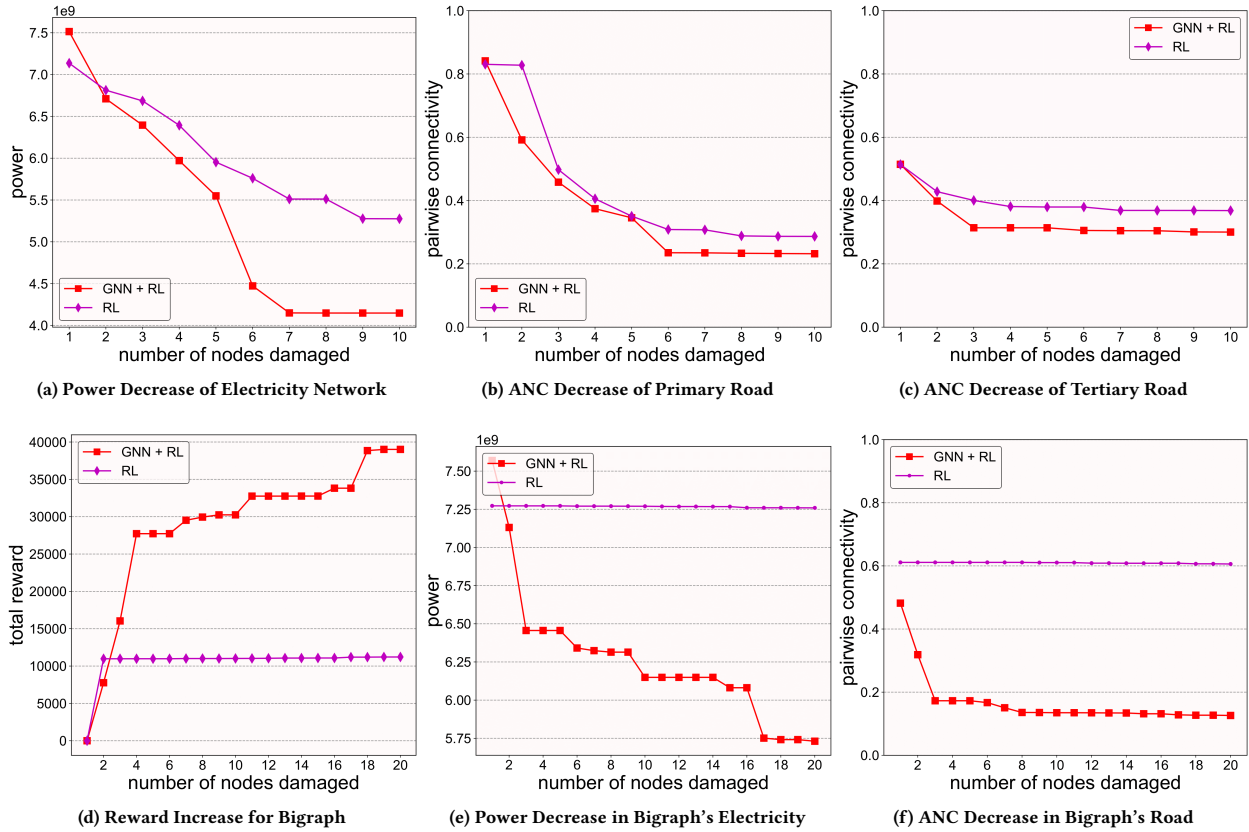 1e9
7.5
7.0
6.5
6.0
5.5
5.0
4.5
4.0
power
GNN + RL
RL
1 2 3 4 5 6 7 8 9 10
number of nodes damaged
(a) Power Decrease of Electricity Network
1.0
0.8
0.6
0.4
0.2
0.0
pairwise connectivity
GNN + RL
RL
1 2 3 4 5 6 7 8 9 10
number of nodes damaged
(b) ANC Decrease of Primary Road
1.0
0.8
0.6
0.4
0.2
0.0
pairwise connectivity
GNN + RL
RL
1 2 3 4 5 6 7 8 9 10
number of nodes damaged
(c) ANC Decrease of Tertiary Road
40000
35000
30000
25000
20000
15000
10000
5000
0
total reward
GNN + RL
RL
2 4 6 8 10 12 14 16 18 20
number of nodes damaged
(d) Reward Increase for Bigraph
1e9
7.50
7.25
7.00
6.75
6.50
6.25
6.00
5.75
power
GNN + RL
RL
2 4 6 8 10 12 14 16 18 20
number of nodes damaged
(e) Power Decrease in Bigraph's Electricity
1.0
0.8
0.6
0.4
0.2
0.0
pairwise connectivity
GNN + RL
RL
2 4 6 8 10 12 14 16 18 20
number of nodes damaged
(f) ANC Decrease in Bigraph's Road